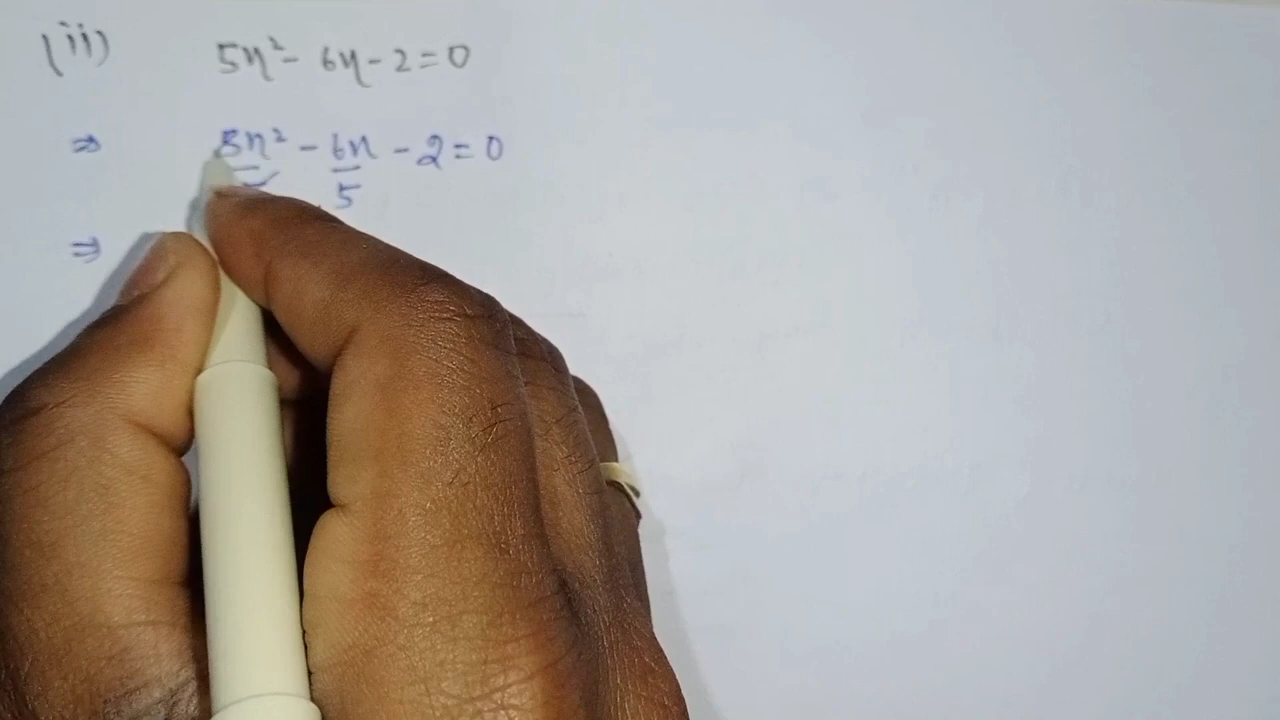 (ii) 5x² - 6x - 2 = 0
⇒ 5x² - 6x - 2 = 0
5
⇒